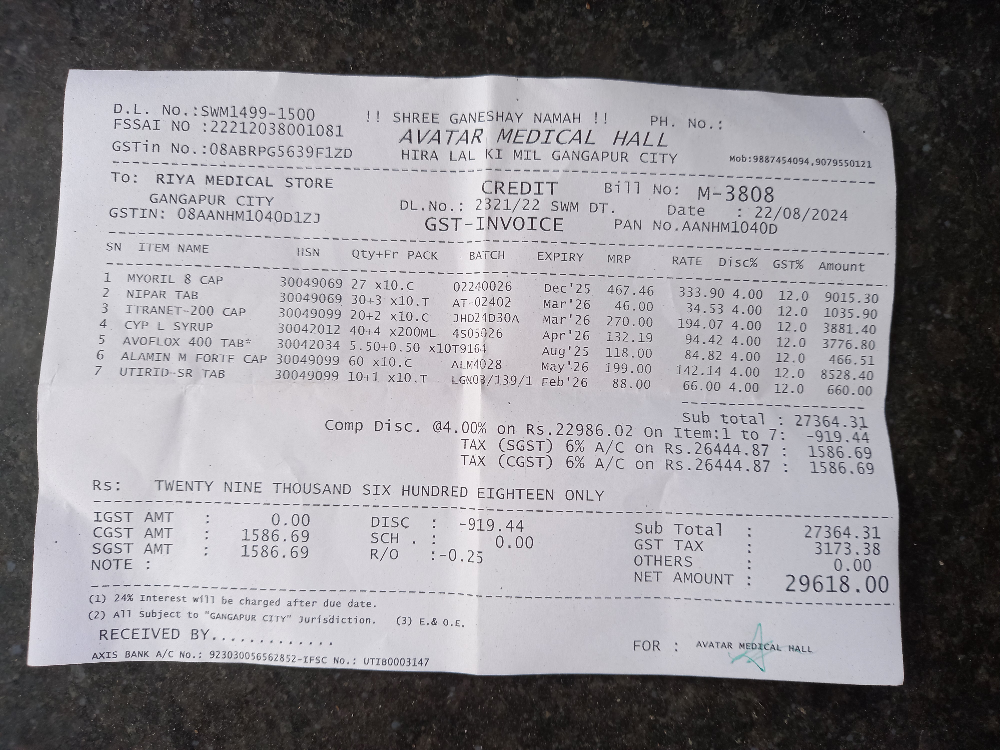 D.L. No.:SWM1499-1500 !! SHREE GANESHAY NAMAH !! PH. No.:
FSSAI NO :22212038001081 AVATAR MEDICAL HALL
GSTin No.:08ABRPG5639F1ZD HIRA LAL KI MIL GANGAPUR CITY Mob:9887454094,9079550121
To: RIYA MEDICAL STORE CREDIT Bill No: M-3808
GANGAPUR CITY DL.No.: 2321/22 SWM DT. Date : 22/08/2024
GSTIN: 08AANHM1040D1ZJ GST-INVOICE PAN No.AANHM1040D
SN ITEM NAME HSN Qty+Fr PACK BATCH EXPIRY MRP RATE Disc% GST% Amount
1 MYORIL 8 CAP 30049069 27 x10.C 02240026 Dec'25 467.46 333.90 4.00 12.0 9015.30
2 NIPAR TAB 30049069 30+3 x10.T AT-02402 Mar'26 46.00 34.53 4.00 12.0 1035.90
3 ITRANET-200 CAP 30049099 20+2 x10.C JHD24D30A Mar'26 270.00 194.07 4.00 12.0 3881.40
4 CYP L SYRUP 30042012 40+4 x200ML 4505026 Apr'26 132.19 94.42 4.00 12.0 3776.80
5 AVOFLOX 400 TAB* 30042034 5.50+0.50 x10T9164 Aug'25 118.00 84.82 4.00 12.0 466.51
6 ALAMIN M FORTF CAP 30049099 60 x10.C ALM4028 May'26 199.00 142.14 4.00 12.0 8528.40
7 UTIRID-SR TAB 30049099 10+1 x10.T LGN03/139/1 Feb'26 88.00 66.00 4.00 12.0 660.00
Sub total : 27364.31
Comp Disc. @4.00% on Rs.22986.02 On Item:1 to 7: -919.44
TAX (SGST) 6% A/C on Rs.26444.87 : 1586.69
TAX (CGST) 6% A/C on Rs.26444.87 : 1586.69
Rs: TWENTY NINE THOUSAND SIX HUNDRED EIGHTEEN ONLY
IGST AMT : 0.00 DISC : -919.44 Sub Total : 27364.31
CGST AMT : 1586.69 SCH . : 0.00 GST TAX : 3173.38
SGST AMT : 1586.69 R/O :-0.25 OTHERS : 0.00
NOTE : NET AMOUNT : 29618.00
(1) 24% Interest will be charged after due date.
(2) All Subject to "GANGAPUR CITY" Jurisdiction. (3) E.& O.E.
RECEIVED BY............. FOR : AVATAR MEDICAL HALL
AXIS BANK A/C No.: 923030056562852-IFSC No.: UTIB0003147